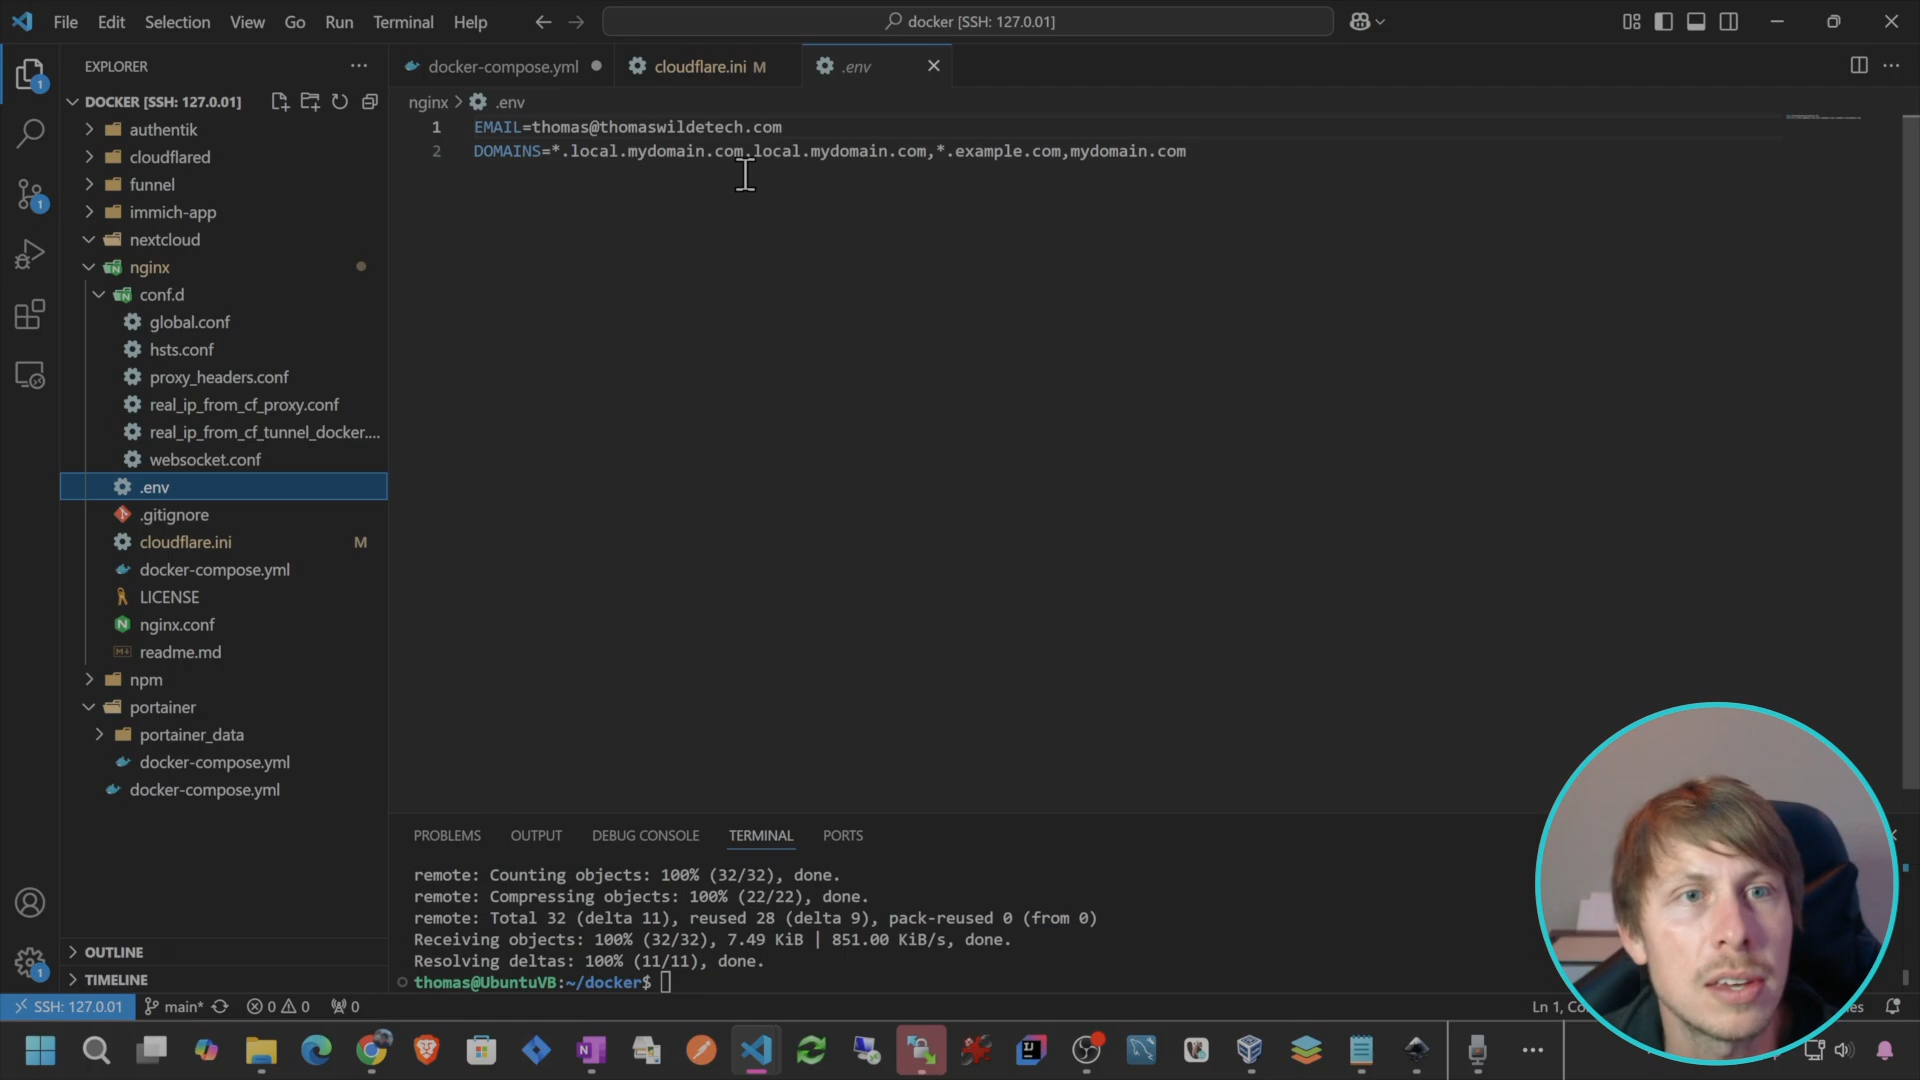 File Edit Selection View Go Run Terminal Help
docker [SSH: 127.0.01]
EXPLORER
docker-compose.yml
cloudflare.ini M
.env
DOCKER [SSH: 127.0.01]
nginx > .env
authentik
cloudflared
funnel
immich-app
nextcloud
nginx
conf.d
global.conf
hsts.conf
proxy_headers.conf
real_ip_from_cf_proxy.conf
real_ip_from_cf_tunnel_docker....
websocket.conf
.env
.gitignore
cloudflare.ini M
docker-compose.yml
LICENSE
nginx.conf
readme.md
npm
portainer
portainer_data
docker-compose.yml
docker-compose.yml
OUTLINE
TIMELINE
1 EMAIL=thomas@thomaswildetech.com
2 DOMAINS=*.local.mydomain.com,local.mydomain.com,*.example.com,mydomain.com
PROBLEMS OUTPUT DEBUG CONSOLE TERMINAL PORTS
remote: Counting objects: 100% (32/32), done.
remote: Compressing objects: 100% (22/22), done.
remote: Total 32 (delta 11), reused 28 (delta 9), pack-reused 0 (from 0)
Receiving objects: 100% (32/32), 7.49 KiB | 851.00 KiB/s, done.
Resolving deltas: 100% (11/11), done.
thomas@UbuntuVB:~/docker$
SSH: 127.0.01 main* 0 0 0
Ln 1,